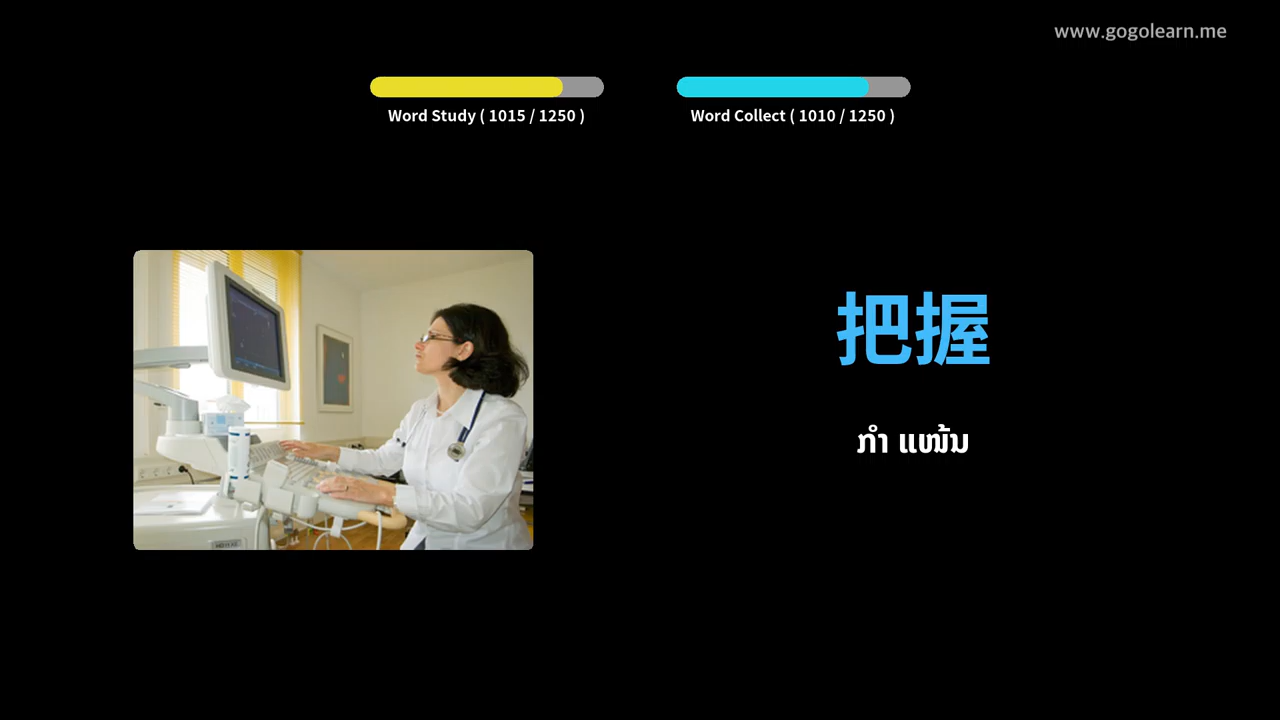 www.gogolearn.me
Word Study ( 1015 / 1250 )
Word Collect ( 1010 / 1250 )
把握
ກຳ ແໜ້ນ